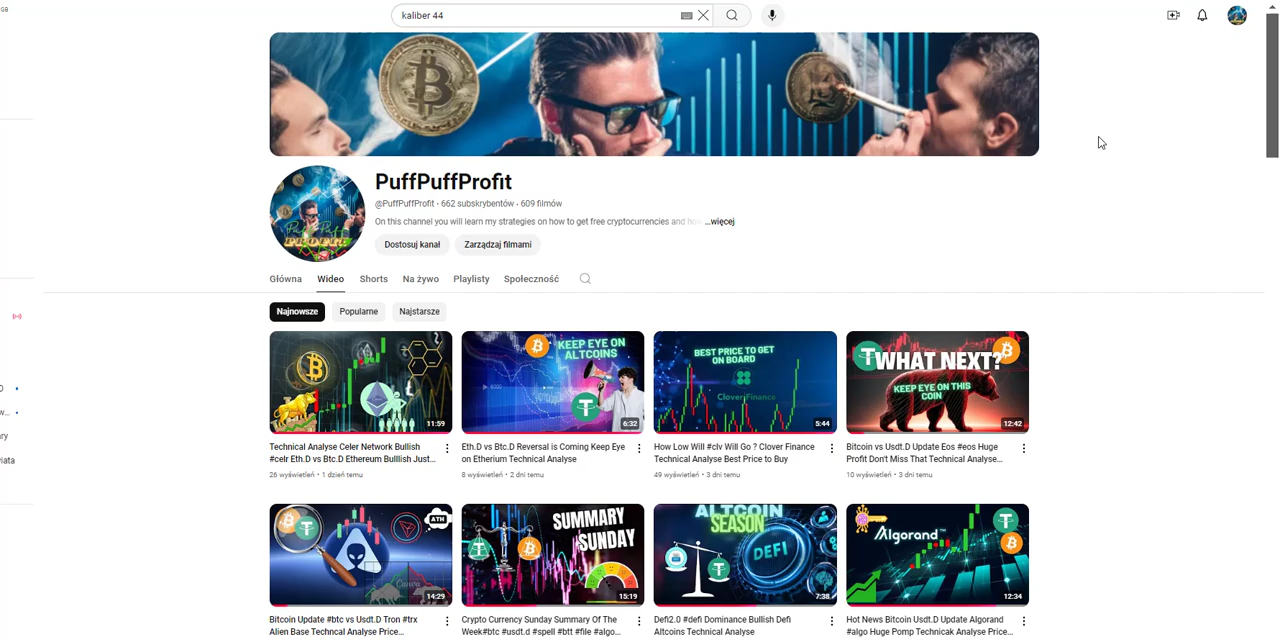 GB
kaliber 44
PuffPuffProfit
@PuffPuffProfit · 662 subskrybentów · 609 filmów
On this channel you will learn my strategies on how to get free cryptocurrencies and how ...więcej
Dostosuj kanał
Zarządzaj filmami
Główna Wideo Shorts Na żywo Playlisty Społeczność
Najnowsze Popularne Najstarsze
11:59
KEEP EYE ON
ALTCOINS
6:32
BEST PRICE TO GET
ON BOARD
Clover Finance
5:44
WHAT NEXT?
KEEP EYE ON THIS
COIN
12:42
Technical Analyse Celer Network Bullish
#celr Eth.D vs Btc.D Ethereum Bulllish Just...
26 wyświetleń · 1 dzień temu
Eth.D vs Btc.D Reversal is Coming Keep Eye
on Etherium Technical Analyse
8 wyświetleń · 2 dni temu
How Low Will #clv Will Go ? Clover Finance
Technical Analyse Best Price to Buy
49 wyświetleń · 3 dni temu
Bitcoin vs Usdt.D Update Eos #eos Huge
Profit Don't Miss That Technical Analyse...
10 wyświetleń · 3 dni temu
ATH
Canva
14:29
SUMMARY
SUNDAY
15:19
ALTCOIN
SEASON
DEFI
7:38
Algorand
12:34
Bitcoin Update #btc vs Usdt.D Tron #trx
Alien Base Techncal Analyse Price...
Crypto Currency Sunday Summary Of The
Week#btc #usdt.d #spell #btt #file #algo...
Defi2.0 #defi Dominance Bullish Defi
Altcoins Technical Analyse
Hot News Bitcoin Usdt.D Update Algorand
#algo Huge Pomp Technicak Analyse Price...